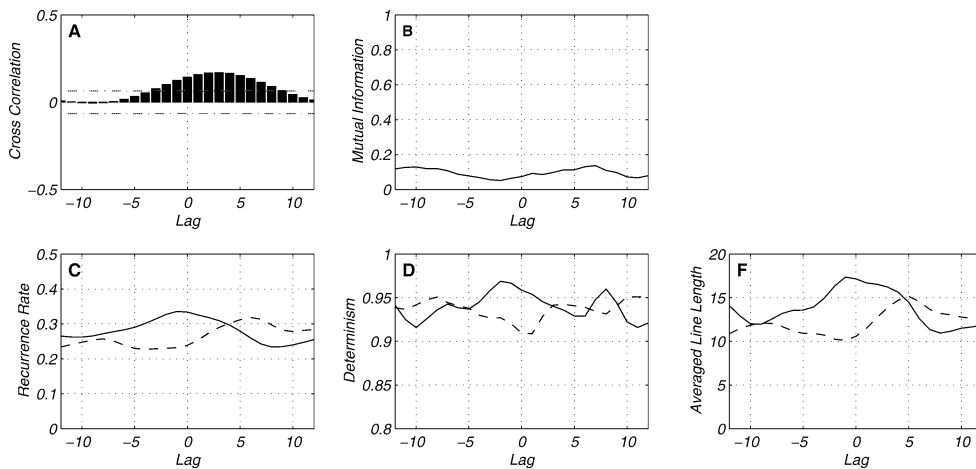 A
0.5
0
−0.5
Cross Correlation
−10 −5 0 5 10
Lag
B
1
0.8
0.6
0.4
0.2
0
Mutual Information
−10 −5 0 5 10
Lag
C
0.5
0.4
0.3
0.2
0.1
0
Recurrence Rate
−10 −5 0 5 10
Lag
D
1
0.95
0.9
0.85
0.8
Determinism
−10 −5 0 5 10
Lag
F
20
15
10
5
0
Averaged Line Length
−10 −5 0 5 10
Lag